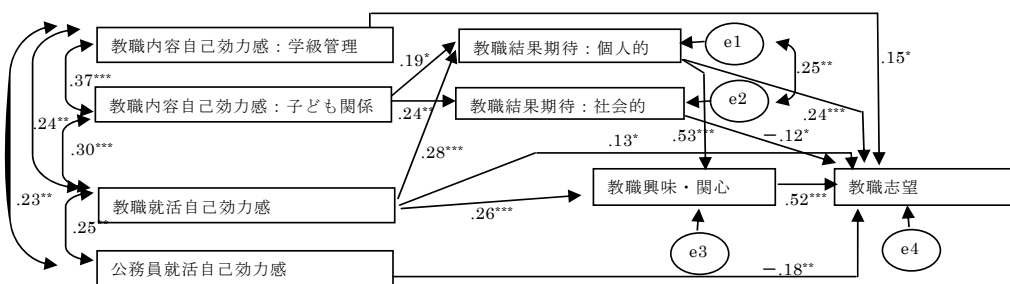 教職内容自己効力感：学級管理
教職結果期待：個人的
e1
.15*
.37***
.19*
.25**
教職内容自己効力感：子ども関係
教職結果期待：社会的
e2
.24**
.24**
.24***
.30***
.28***
.13*
.53***
－.12*
教職興味・関心
教職志望
.23**
教職就活自己効力感
.26***
.52***
.25**
e3
e4
公務員就活自己効力感
－.18**